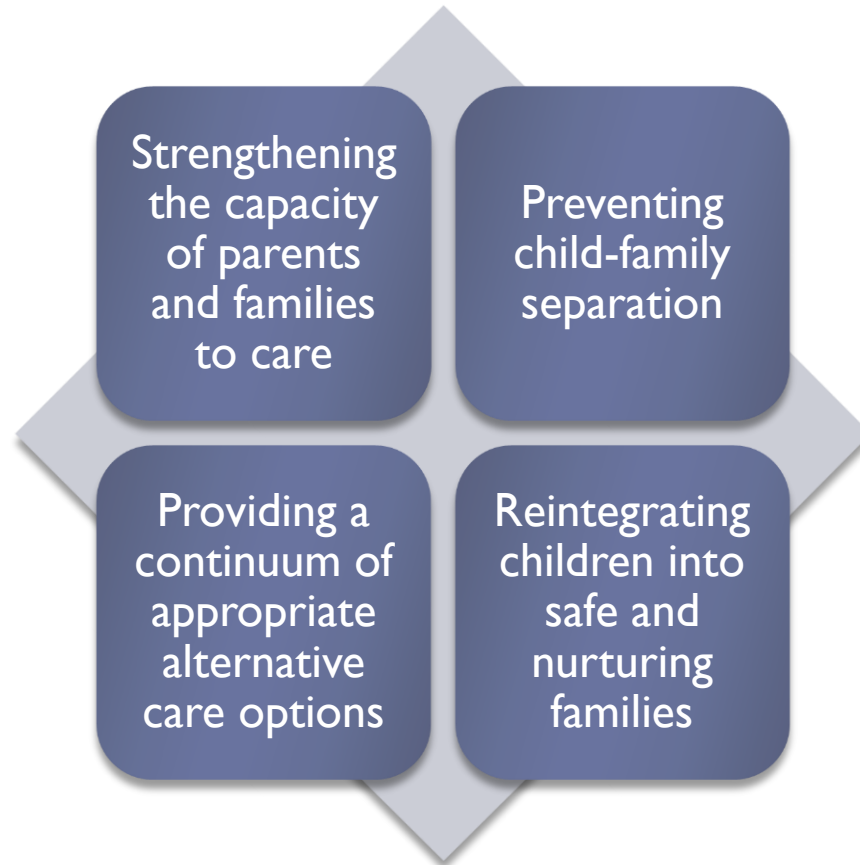 Strengthening
the capacity
of parents
and families
to care
Preventing
child-family
separation
Providing a
continuum of
appropriate
alternative
care options
Reintegrating
children into
safe and
nurturing
families